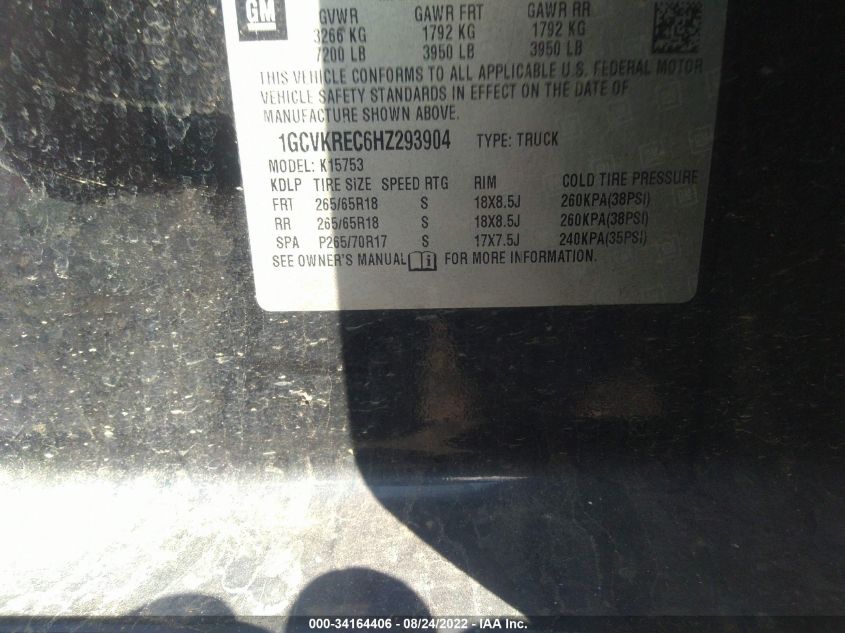 GM
GVWR GAWR FRT GAWR RR
3266 KG 1792 KG 1792 KG
7200 LB 3950 LB 3950 LB
THIS VEHICLE CONFORMS TO ALL APPLICABLE U.S. FEDERAL MOTOR
VEHICLE SAFETY STANDARDS IN EFFECT ON THE DATE OF
MANUFACTURE SHOWN ABOVE.
1GCVKREC6HZ293904 TYPE: TRUCK
MODEL: K15753
KDLP TIRE SIZE SPEED RTG RIM COLD TIRE PRESSURE
FRT 265/65R18 S 18X8.5J 260KPA(38PSI)
RR 265/65R18 S 18X8.5J 260KPA(38PSI)
SPA P265/70R17 S 17X7.5J 240KPA(35PSI)
SEE OWNER'S MANUAL FOR MORE INFORMATION.
000-34164406 - 08/24/2022 - IAA Inc.